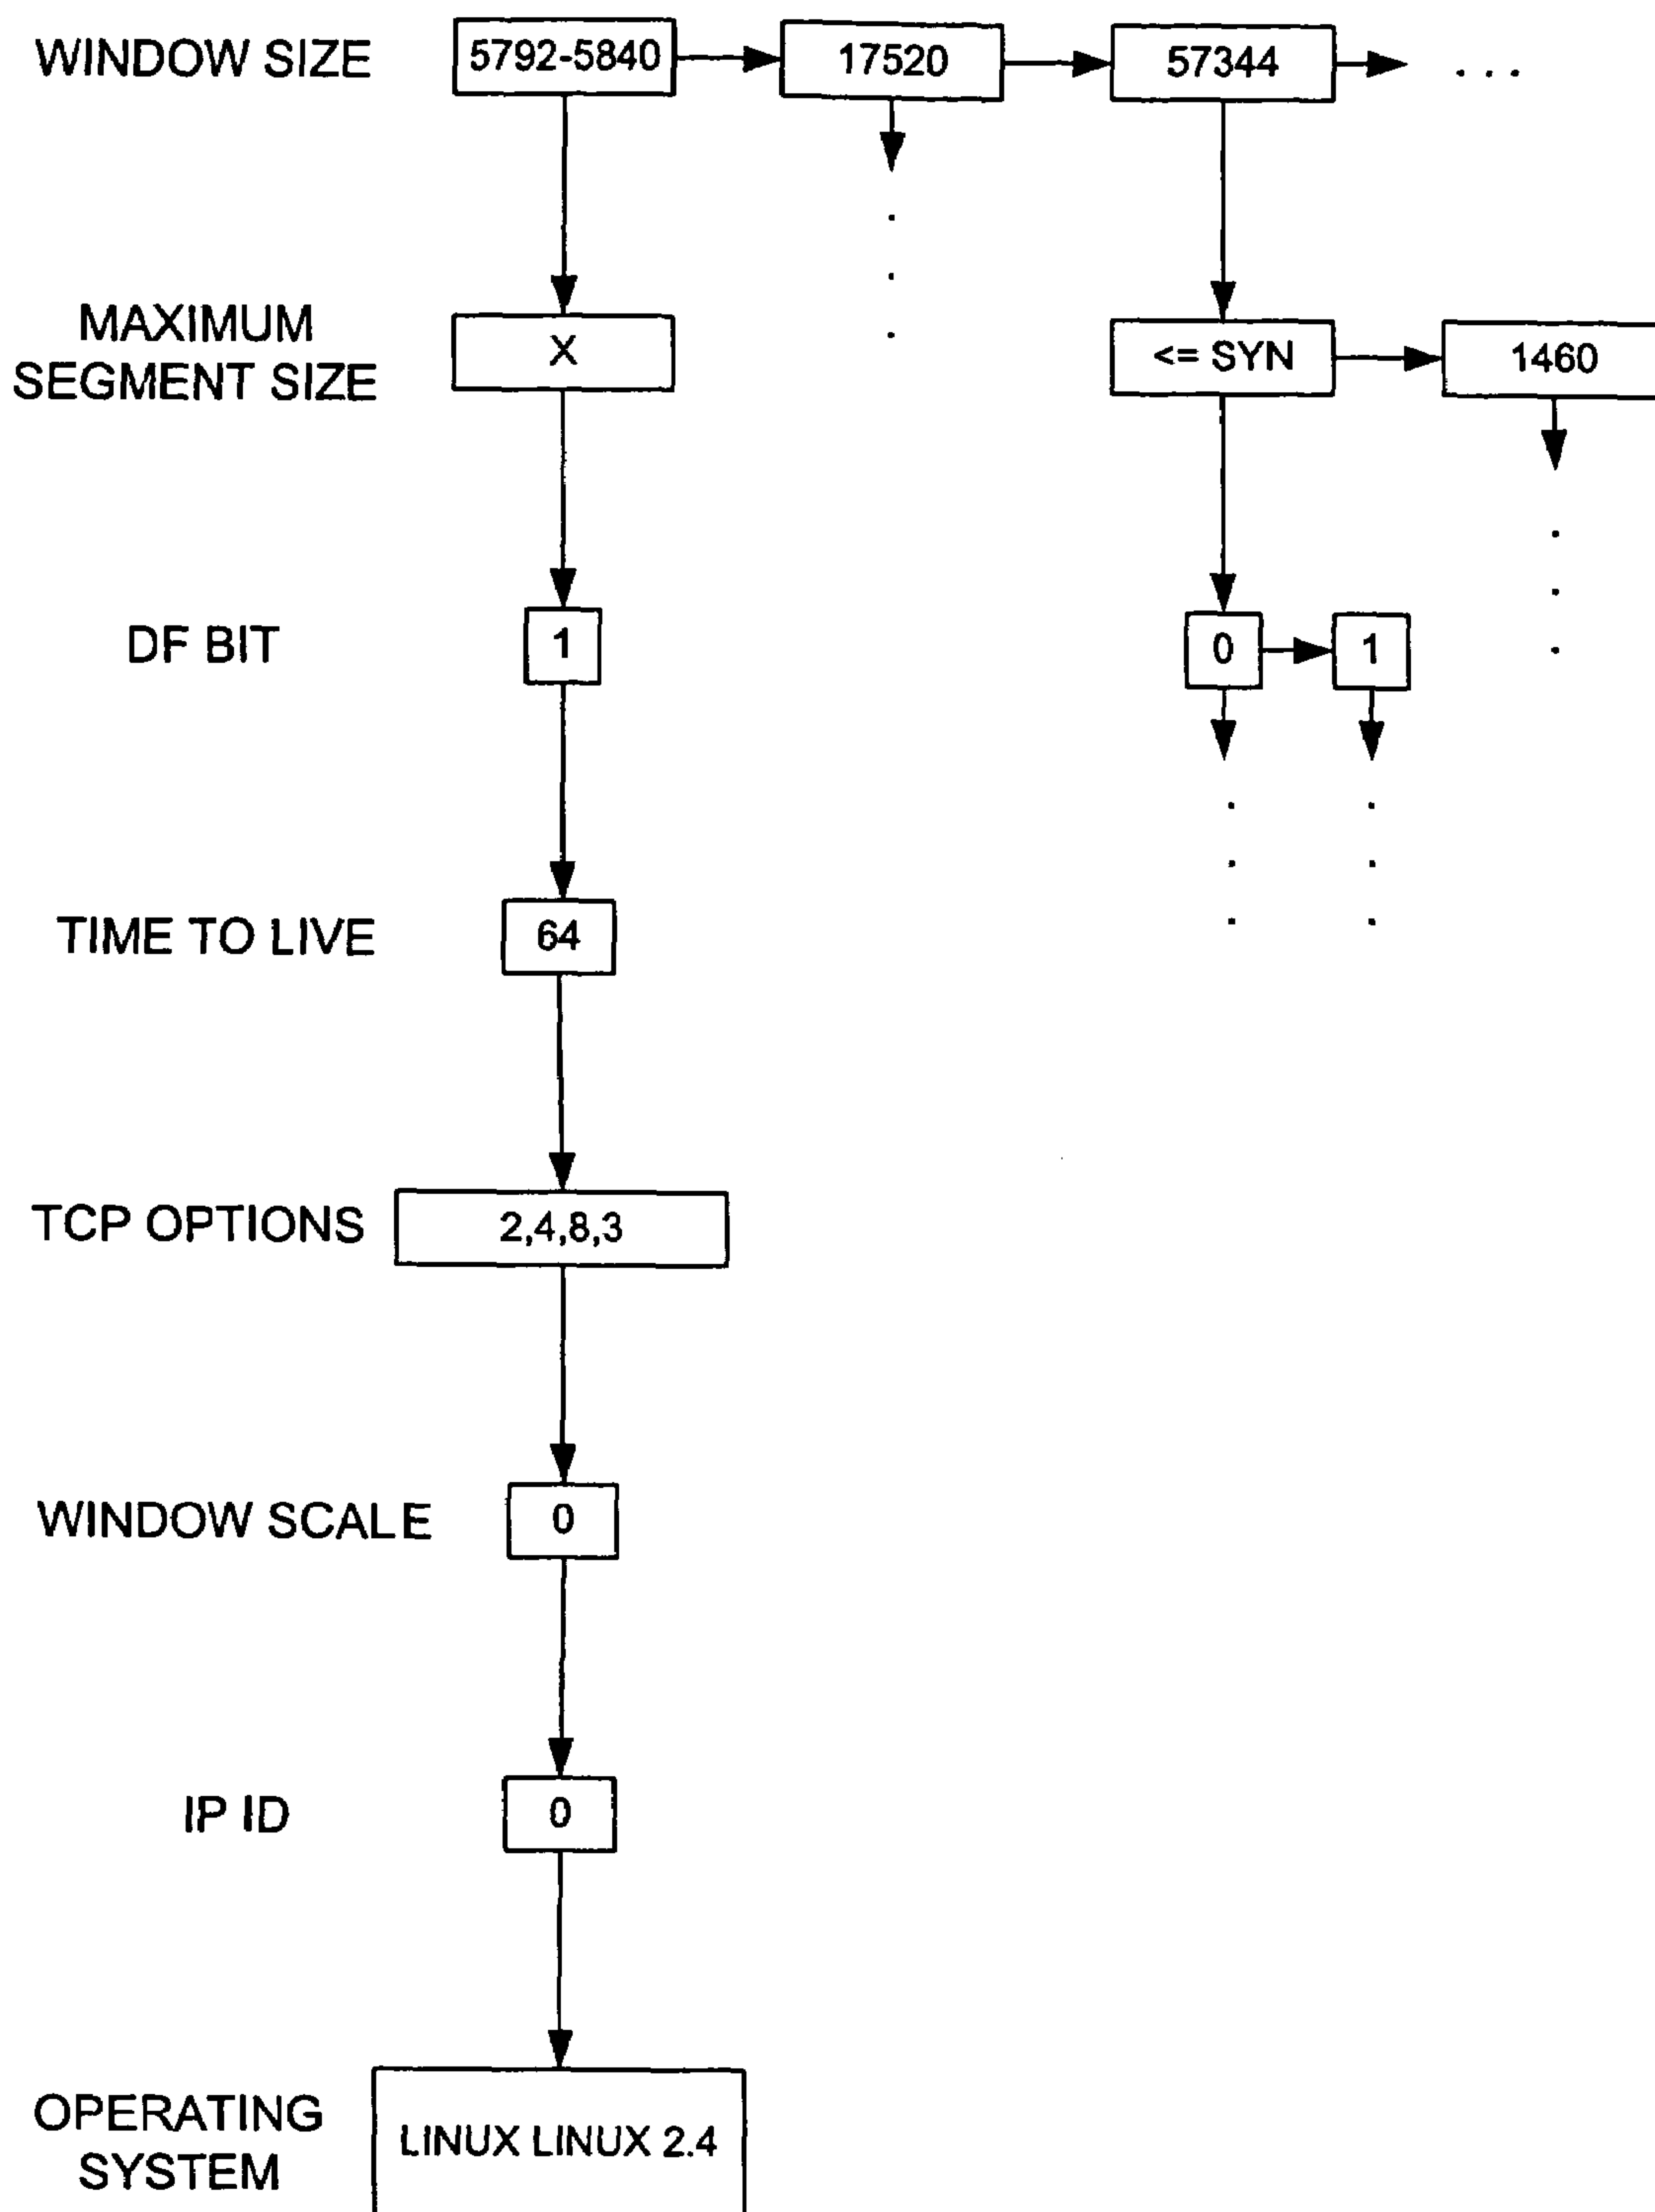 WINDOW SIZE 5792-5840 17520 57344 ...
MAXIMUM
SEGMENT SIZE X <= SYN 1460
DF BIT 1 0 1
TIME TO LIVE 64
TCP OPTIONS 2,4,8,3
WINDOW SCALE 0
IP ID 0
OPERATING
SYSTEM LINUX LINUX 2.4